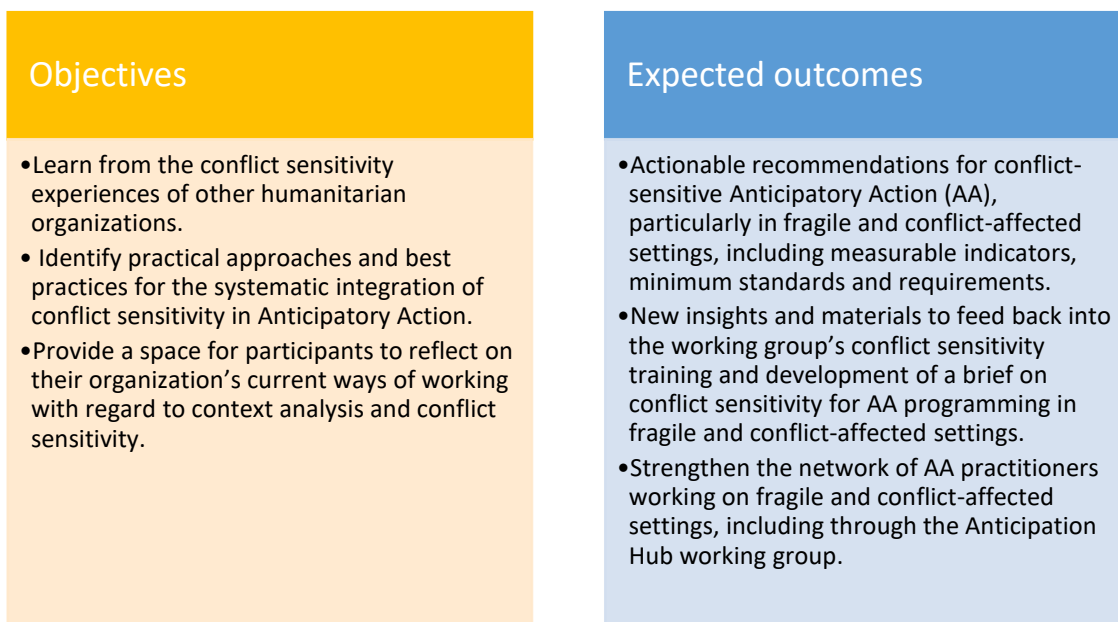 Objectives
•Learn from the conflict sensitivity
experiences of other humanitarian
organizations.
• Identify practical approaches and best
practices for the systematic integration of
conflict sensitivity in Anticipatory Action.
•Provide a space for participants to reflect on
their organization's current ways of working
with regard to context analysis and conflict
sensitivity.
Expected outcomes
•Actionable recommendations for conflict-
sensitive Anticipatory Action (AA),
particularly in fragile and conflict-affected
settings, including measurable indicators,
minimum standards and requirements.
•New insights and materials to feed back into
the working group's conflict sensitivity
training and development of a brief on
conflict sensitivity for AA programming in
fragile and conflict-affected settings.
•Strengthen the network of AA practitioners
working on fragile and conflict-affected
settings, including through the Anticipation
Hub working group.